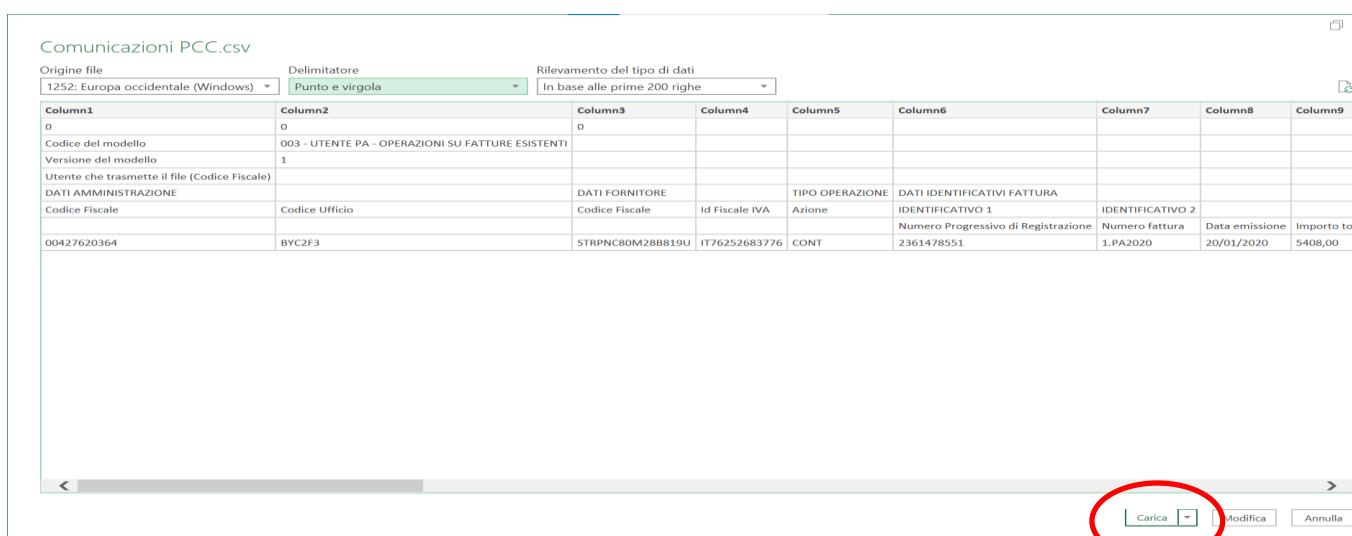 Comunicazioni PCC.csv
Origine file Delimitatore Rilevamento del tipo di dati
1252: Europa occidentale (Windows) Punto e virgola In base alle prime 200 righe
Column1 Column2 Column3 Column4 Column5 Column6 Column7 Column8 Column9
0 0 0
Codice del modello 003 - UTENTE PA - OPERAZIONI SU FATTURE ESISTENTI
Versione del modello 1
Utente che trasmette il file (Codice Fiscale)
DATI AMMINISTRAZIONE DATI FORNITORE TIPO OPERAZIONE DATI IDENTIFICATIVI FATTURA
Codice Fiscale Codice Ufficio Codice Fiscale Id Fiscale IVA Azione IDENTIFICATIVO 1 IDENTIFICATIVO 2
Numero Progressivo di Registrazione Numero fattura Data emissione Importo to
00427620364 BYC2F3 STRPNC80M28B819U IT76252683776 CONT 2361478551 1.PA2020 20/01/2020 5408,00
Carica Modifica Annulla